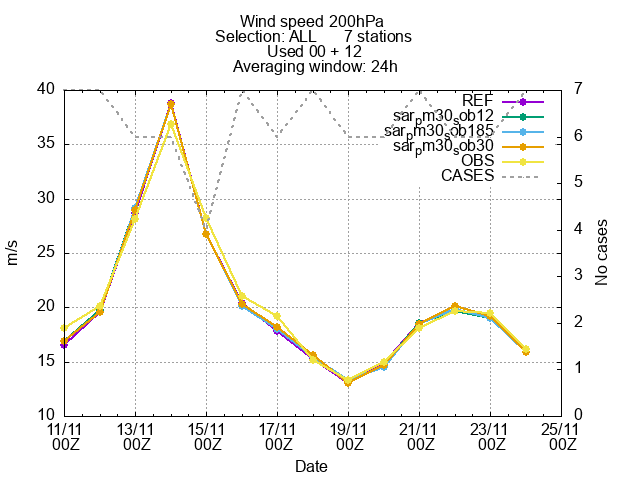 Wind speed 200hPa
Selection: ALL 7 stations
Used 00 + 12
Averaging window: 24h
40 7
REF
sarpm30sob12
sarpm30sob185
sarpm30sob30
OBS
CASES
35 6
30 5
25 4
20 3
15 2
10 1
0
m/s
No cases
11/11 13/11 15/11 17/11 19/11 21/11 23/11 25/11
00Z 00Z 00Z 00Z 00Z 00Z 00Z 00Z
Date